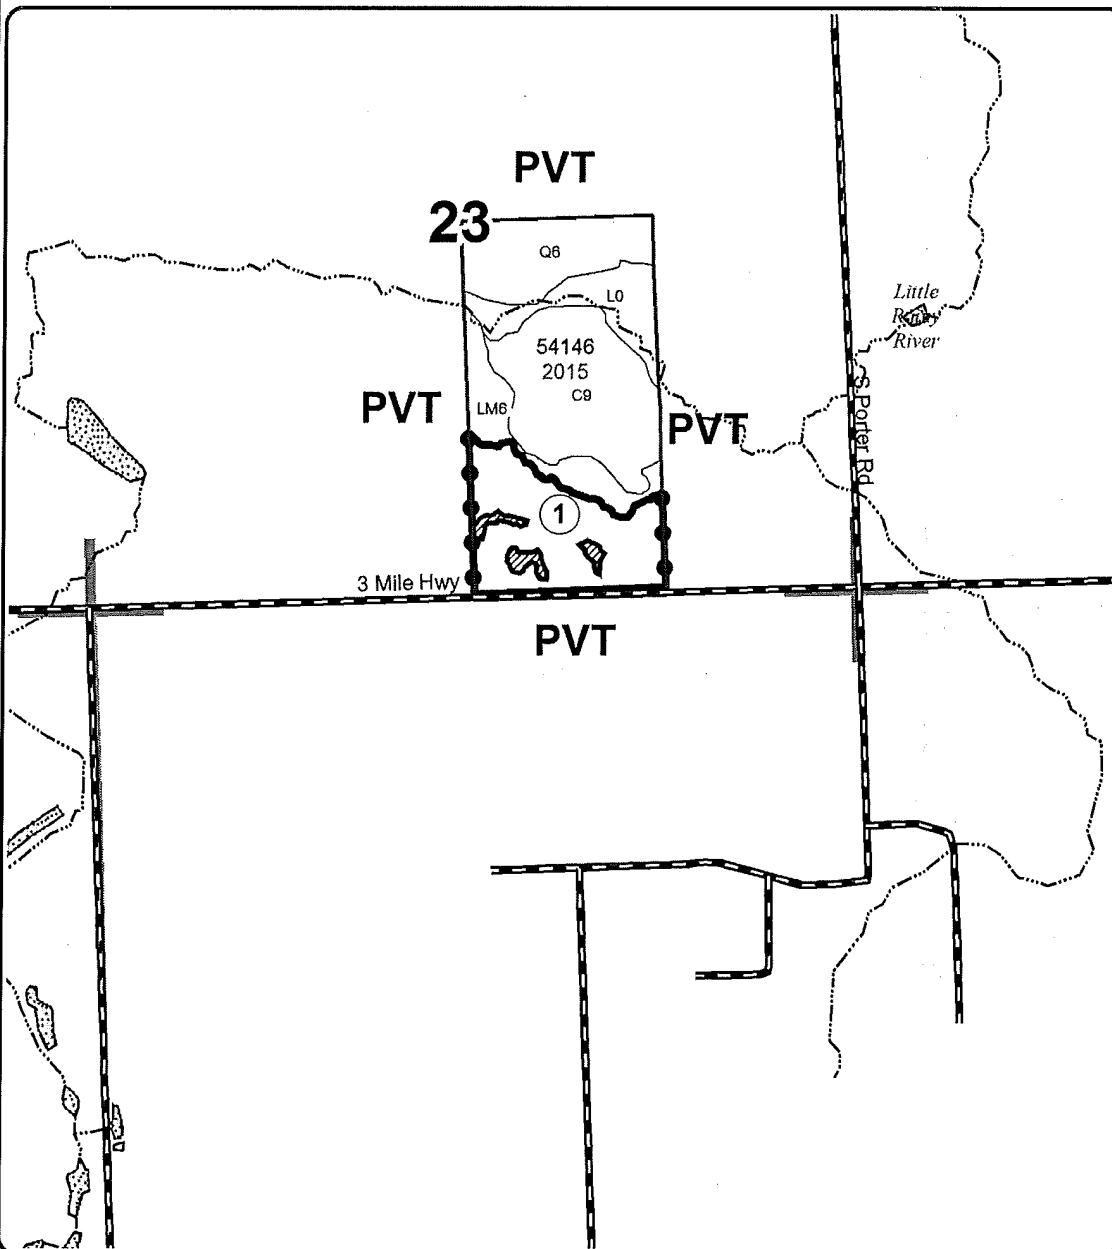 PVT
23
Q6
L0
Little
Rainy
River
54146
2015
C9
LM6
PVT
PVT
S Porter Rd
1
3 Mile Hwy
PVT